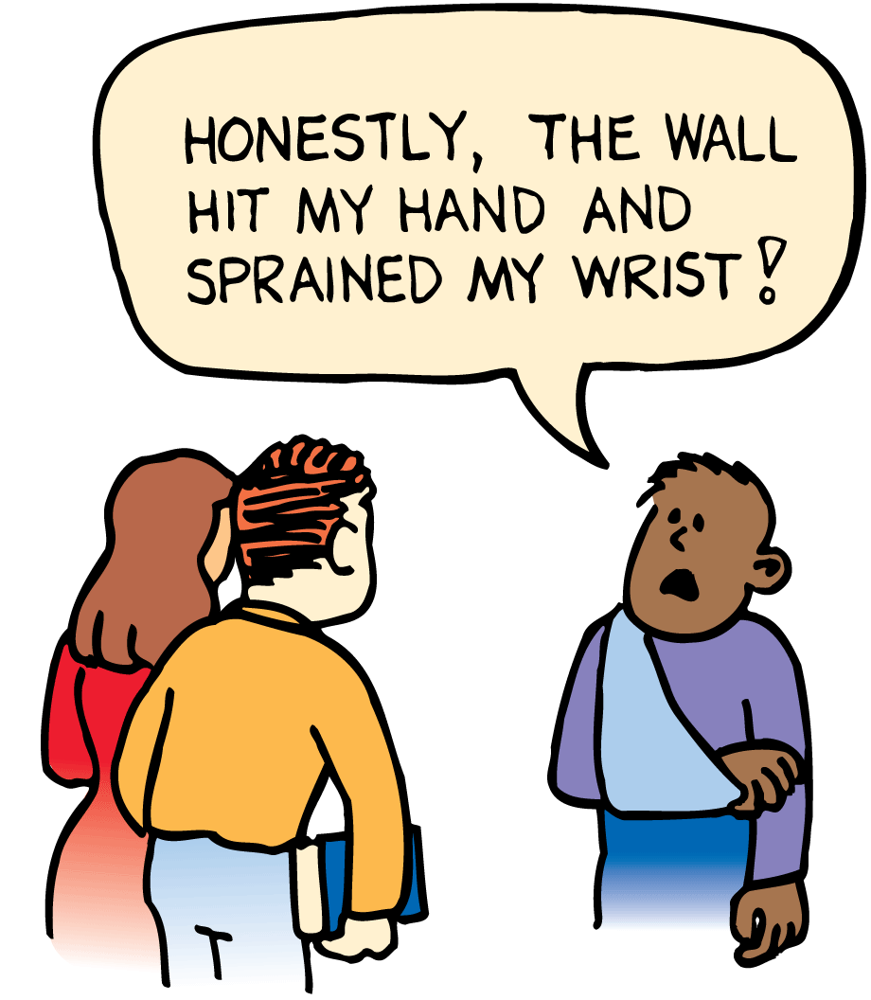 HONESTLY, THE WALL
HIT MY HAND AND
SPRAINED MY WRIST!